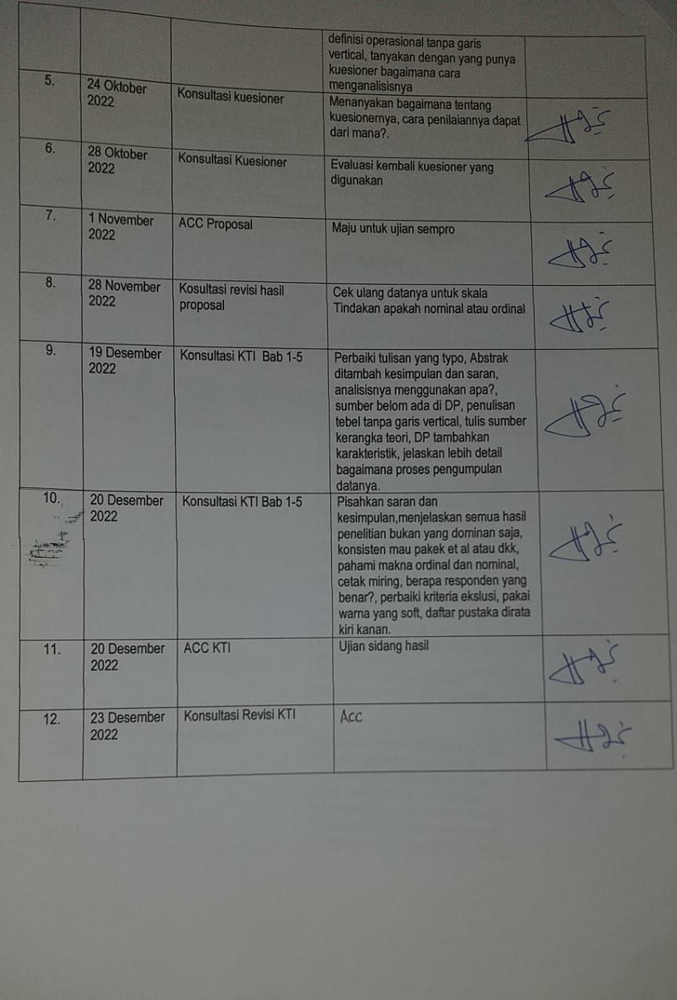 definisi operasional tanpa garis
vertical, tanyakan dengan yang punya
kuesioner bagaimana cara
menganalisisnya
5.
24 Oktober
2022
Konsultasi kuesioner
Menanyakan bagaimana tentang
kuesionernya, cara penilaiannya dapat
dari mana?.
6.
28 Oktober
2022
Konsultasi Kuesioner
Evaluasi kembali kuesioner yang
digunakan
7.
1 November
2022
ACC Proposal
Maju untuk ujian sempro
8.
28 November
2022
Kosultasi revisi hasil
proposal
Cek ulang datanya untuk skala
Tindakan apakah nominal atau ordinal
9.
19 Desember
2022
Konsultasi KTI Bab 1-5
Perbaiki tulisan yang typo, Abstrak
ditambah kesimpulan dan saran,
analisisnya menggunakan apa?,
sumber belom ada di DP, penulisan
tebel tanpa garis vertical, tulis sumber
kerangka teori, DP tambahkan
karakteristik, jelaskan lebih detail
bagaimana proses pengumpulan
datanya.
10.
20 Desember
2022
Konsultasi KTI Bab 1-5
Pisahkan saran dan
kesimpulan,menjelaskan semua hasil
penelitian bukan yang dominan saja,
konsisten mau pakek et al atau dkk,
pahami makna ordinal dan nominal,
cetak miring, berapa responden yang
benar?, perbaiki kriteria ekslusi, pakai
warna yang soft, daftar pustaka dirata
kiri kanan.
11.
20 Desember
2022
ACC KTI
Ujian sidang hasil
12.
23 Desember
2022
Konsultasi Revisi KTI
Acc